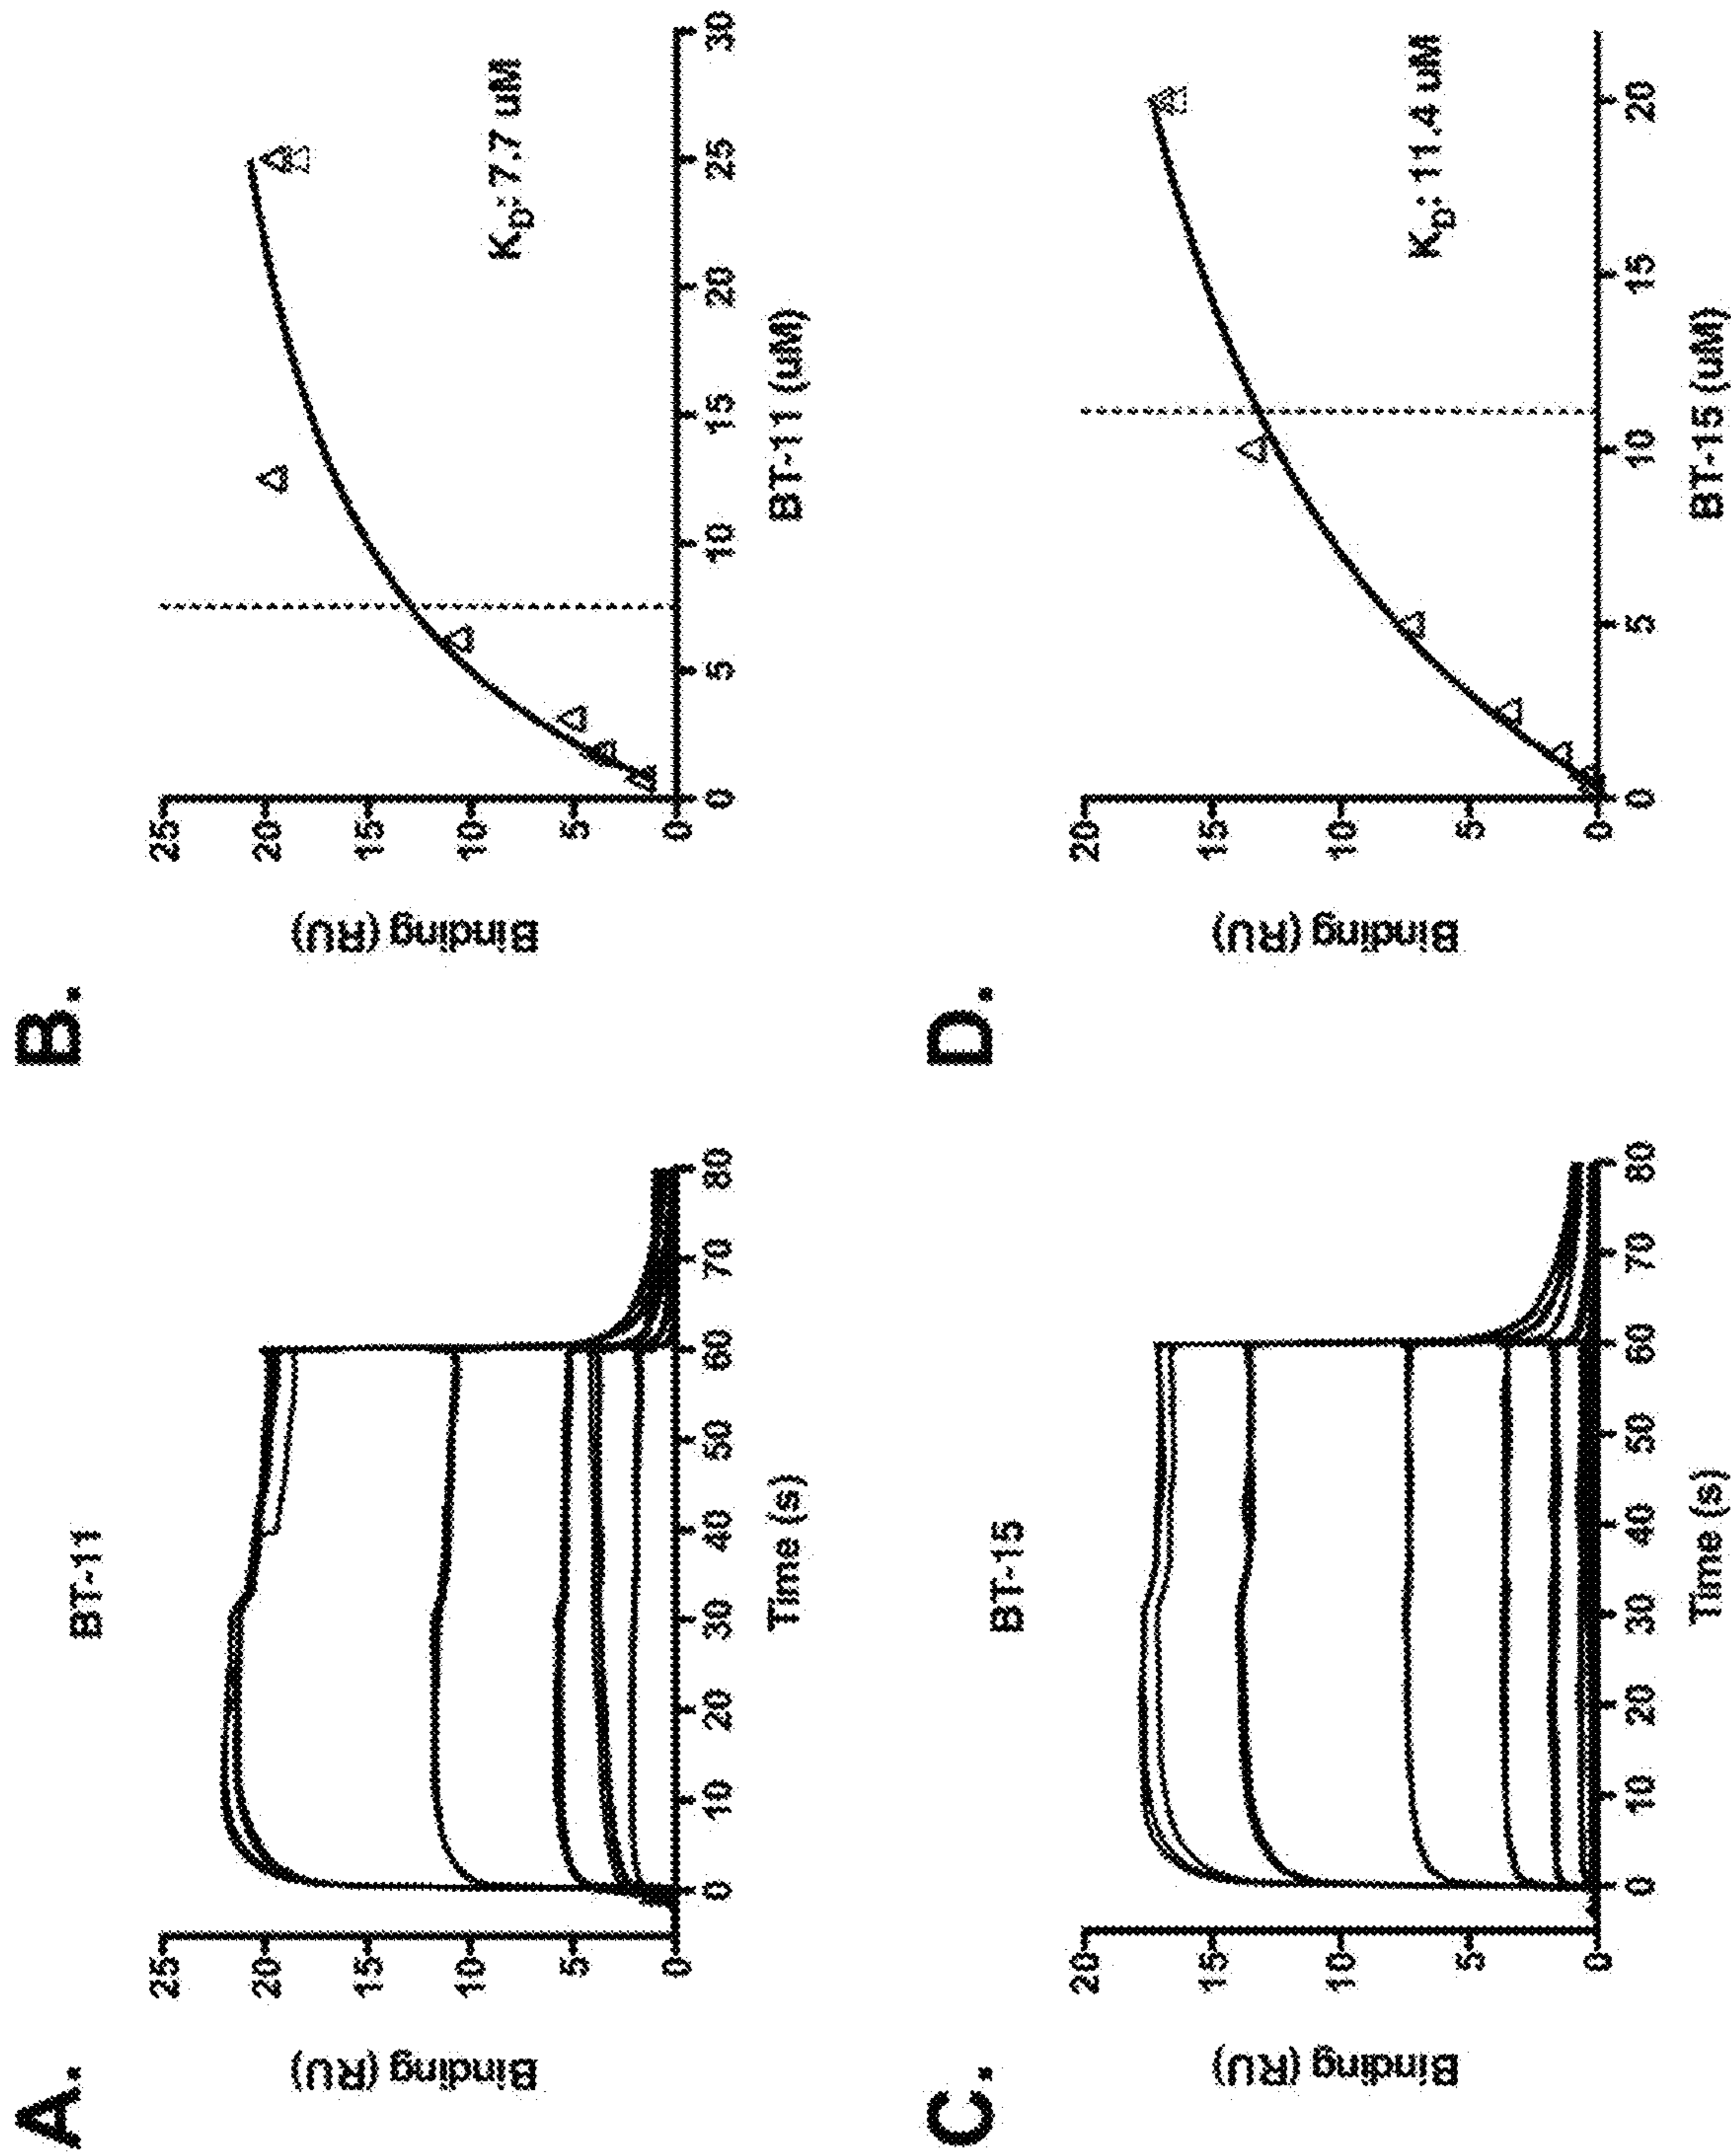 A.
BT-11
Binding (RU)
25
20
15
10
5
0
0 10 20 30 40 50 60 70 80
Time (s)
B.
Binding (RU)
25
20
15
10
5
0
K_D: 7.7 uM
0 5 10 15 20 25 30
BT-11 (uM)
C.
BT-15
Binding (RU)
20
15
10
5
0
0 10 20 30 40 50 60 70 80
Time (s)
D.
Binding (RU)
20
15
10
5
0
K_D: 11.4 uM
0 5 10 15 20
BT-15 (uM)